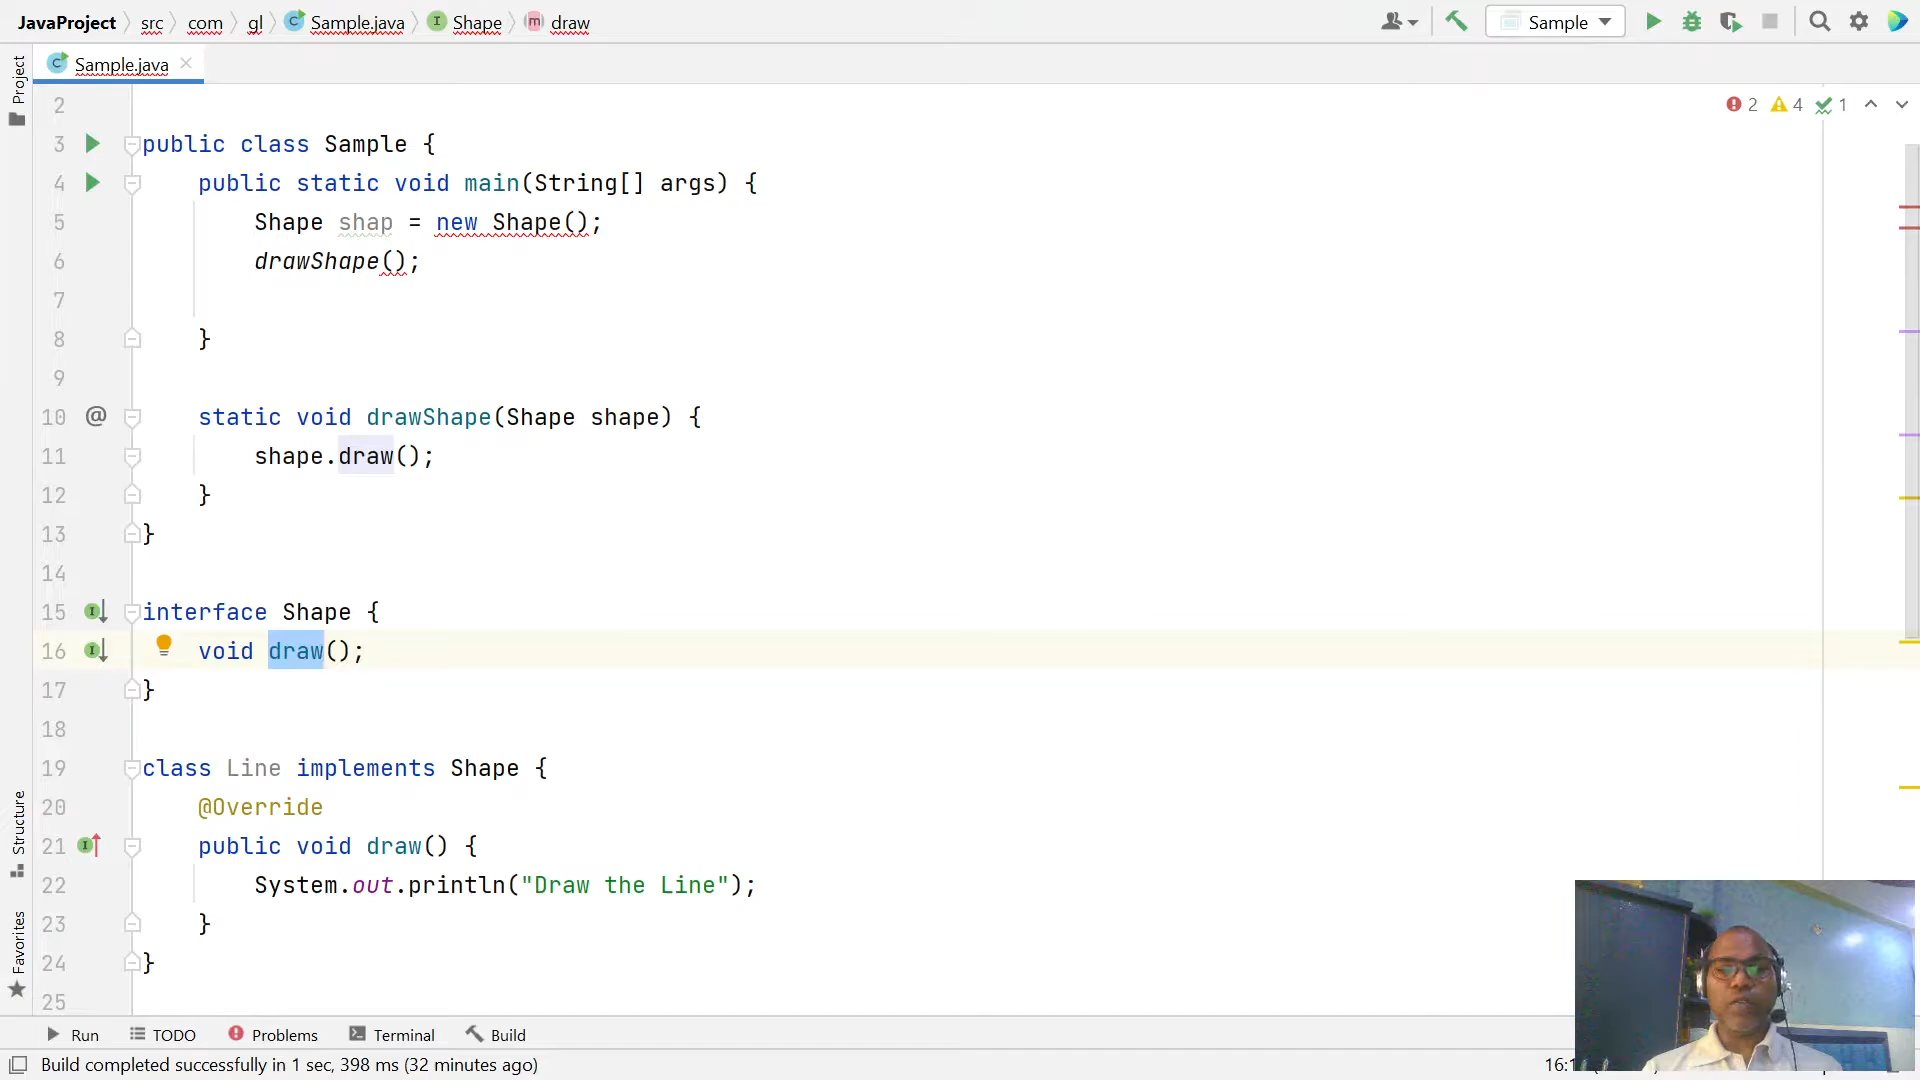 JavaProject src com gl Sample.java Shape draw Sample
Sample.java
Project
2 4 1
2
3 public class Sample {
4 public static void main(String[] args) {
5 Shape shap = new Shape();
6 drawShape();
7
8 }
9
10 @ static void drawShape(Shape shape) {
11 shape.draw();
12 }
13 }
14
15 interface Shape {
16 void draw();
17 }
18
19 class Line implements Shape {
20 @Override
21 public void draw() {
22 System.out.println("Draw the Line");
23 }
24 }
25
Structure
Favorites
Run TODO Problems Terminal Build
Build completed successfully in 1 sec, 398 ms (32 minutes ago)